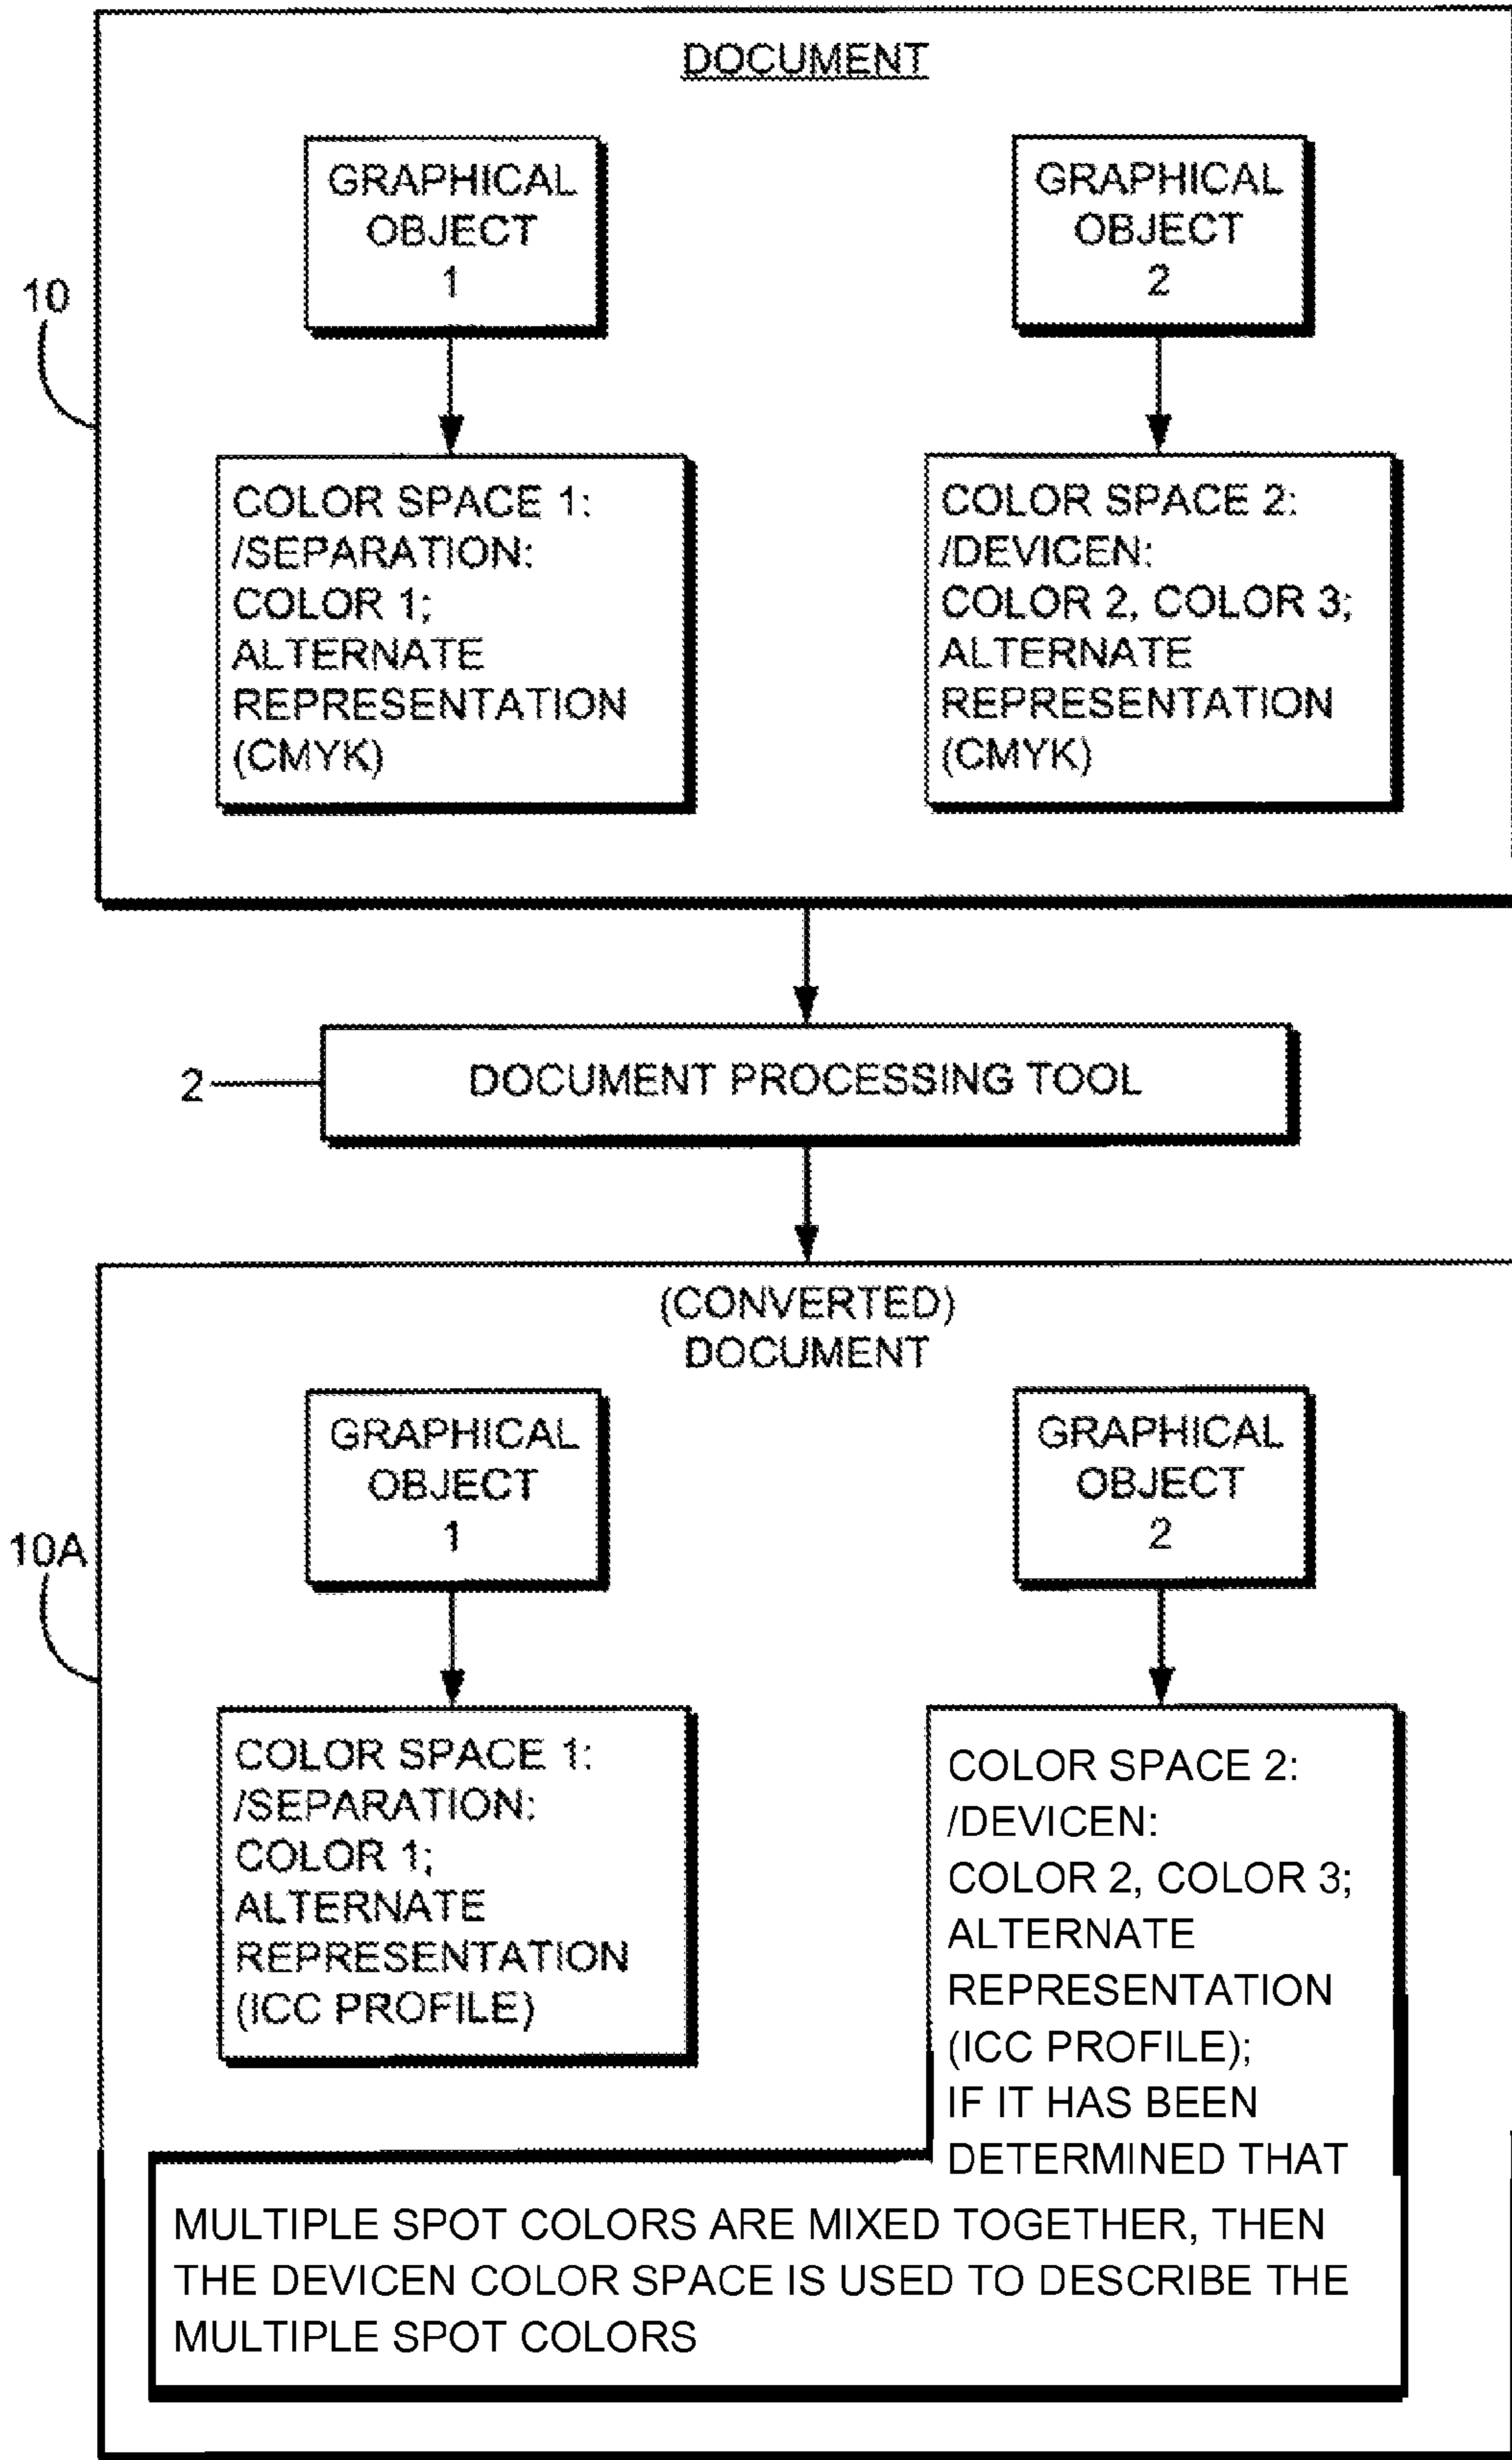 DOCUMENT
GRAPHICAL
OBJECT
1
GRAPHICAL
OBJECT
2
10
COLOR SPACE 1:
/SEPARATION:
COLOR 1;
ALTERNATE
REPRESENTATION
(CMYK)
COLOR SPACE 2:
/DEVICEN:
COLOR 2, COLOR 3;
ALTERNATE
REPRESENTATION
(CMYK)
2
DOCUMENT PROCESSING TOOL
(CONVERTED)
DOCUMENT
GRAPHICAL
OBJECT
1
GRAPHICAL
OBJECT
2
10A
COLOR SPACE 1:
/SEPARATION:
COLOR 1;
ALTERNATE
REPRESENTATION
(ICC PROFILE)
COLOR SPACE 2:
/DEVICEN:
COLOR 2, COLOR 3;
ALTERNATE
REPRESENTATION
(ICC PROFILE);
IF IT HAS BEEN
DETERMINED THAT
MULTIPLE SPOT COLORS ARE MIXED TOGETHER, THEN
THE DEVICEN COLOR SPACE IS USED TO DESCRIBE THE
MULTIPLE SPOT COLORS